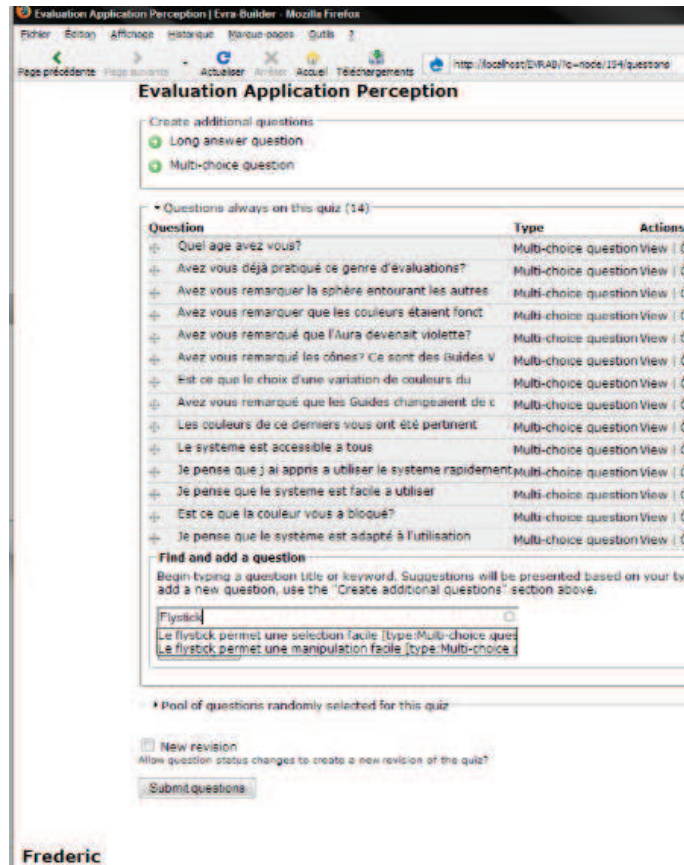 Evaluation Application Perception | Evra-Builder - Mozilla Firefox
Fichier Édition Affichage Historique Marque-pages Outils ?
Page précédente Page suivante Actualiser Arrêter Accueil Téléchargements http://localhost/EVRAB/?q=node/194/questions
Evaluation Application Perception
Create additional questions
Long answer question
Multi-choice question
Questions always on this quiz (14)
Question Type Actions
Quel age avez vous? Multi-choice question View |
Avez vous déjà pratiqué ce genre d'évaluations? Multi-choice question View |
Avez vous remarquer la sphère entourant les autres Multi-choice question View |
Avez vous remarquer que les couleurs étaient fonct Multi-choice question View |
Avez vous remarqué que l'Aura devenait violette? Multi-choice question View |
Avez vous remarqué les cônes? Ce sont des Guides V Multi-choice question View |
Est ce que le choix d'une variation de couleurs du Multi-choice question View |
Avez vous remarqué que les Guides changeaient de c Multi-choice question View |
Les couleurs de ce derniers vous ont été pertinent Multi-choice question View |
Le systeme est accessible a tous Multi-choice question View |
Je pense que j ai appris a utiliser le systeme rapidement Multi-choice question View |
Je pense que le systeme est facile a utiliser Multi-choice question View |
Est ce que la couleur vous a bloqué? Multi-choice question View |
Je pense que le système est adapté à l'utilisation Multi-choice question View |
Find and add a question
Begin typing a question title or keyword. Suggestions will be presented based on your ty
add a new question, use the "Create additional questions" section above.
Flystick
Le flystick permet une selection facile [type:Multi-choice ques
Le flystick permet une manipulation facile [type:Multi-choice
Pool of questions randomly selected for this quiz
New revision
Allow question status changes to create a new revision of the quiz?
Submit questions
Frederic